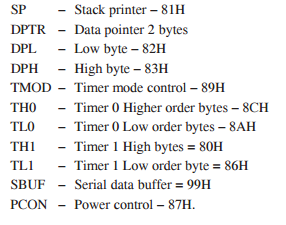 SP – Stack printer – 81H
DPTR – Data pointer 2 bytes
DPL – Low byte – 82H
DPH – High byte – 83H
TMOD – Timer mode control – 89H
TH0 – Timer 0 Higher order bytes – 8CH
TL0 – Timer 0 Low order bytes – 8AH
TH1 – Timer 1 High bytes = 80H
TL1 – Timer 1 Low order byte = 86H
SBUF – Serial data buffer = 99H
PCON – Power control – 87H.